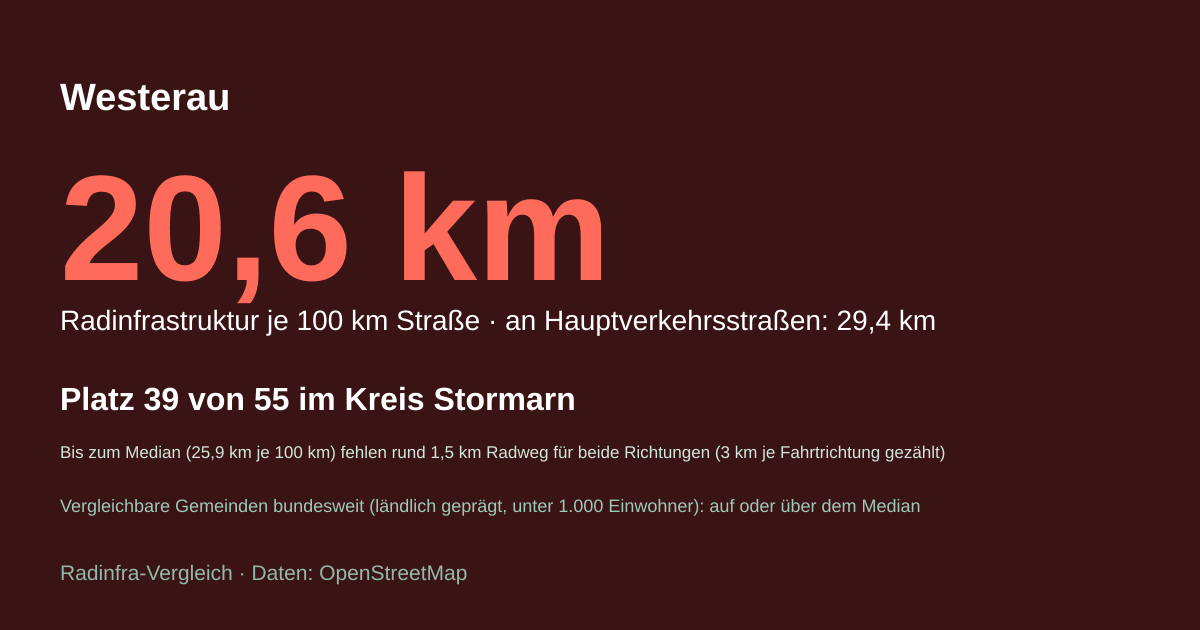 Westerau
20,6 km
Radinfrastruktur je 100 km Straße · an Hauptverkehrsstraßen: 29,4 km
Platz 39 von 55 im Kreis Stormarn
Bis zum Median (25,9 km je 100 km) fehlen rund 1,5 km Radweg für beide Richtungen (3 km je Fahrtrichtung gezählt)
Vergleichbare Gemeinden bundesweit (ländlich geprägt, unter 1.000 Einwohner): auf oder über dem Median
Radinfra-Vergleich · Daten: OpenStreetMap